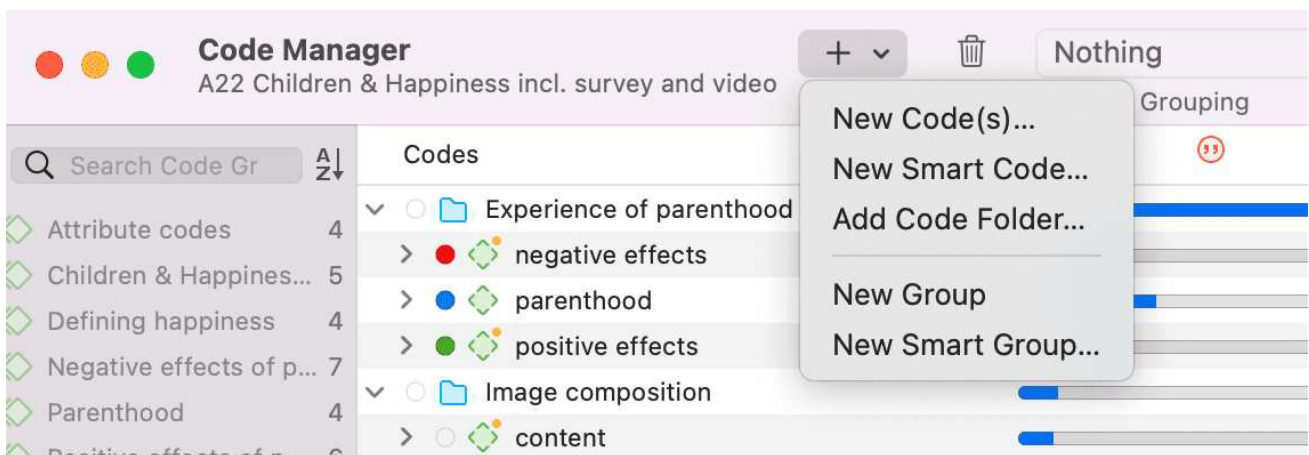 Code Manager
A22 Children & Happiness incl. survey and video
Nothing
Grouping
New Code(s)...
New Smart Code...
Add Code Folder...
New Group
New Smart Group...
Search Code Gr
A
Z
Attribute codes 4
Children & Happines... 5
Defining happiness 4
Negative effects of p... 7
Parenthood 4
Codes
Experience of parenthood
negative effects
parenthood
positive effects
Image composition
content